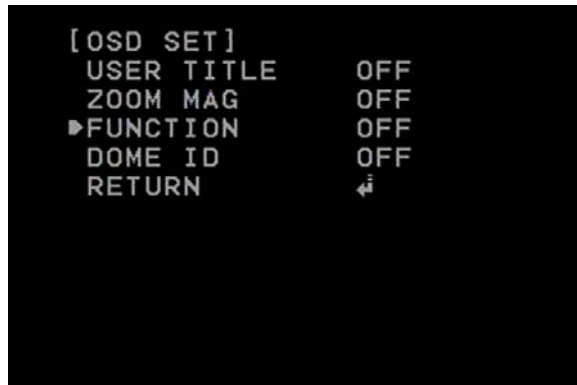 [OSD SET]
USER TITLE OFF
ZOOM MAG OFF
FUNCTION OFF
DOME ID OFF
RETURN